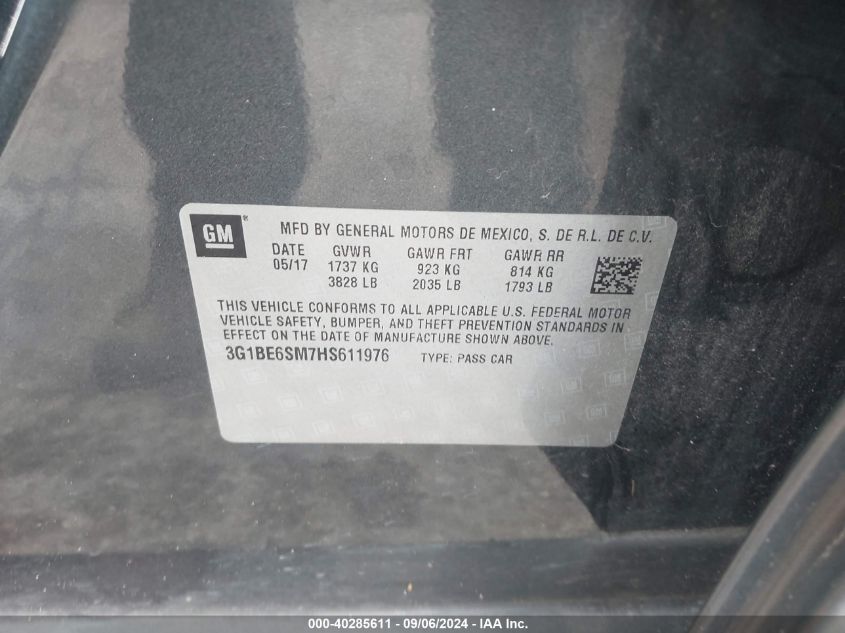 GM ®
MFD BY GENERAL MOTORS DE MEXICO, S. DE R.L. DE C.V.
DATE GVWR GAWR FRT GAWR RR
05/17 1737 KG 923 KG 814 KG
3828 LB 2035 LB 1793 LB
THIS VEHICLE CONFORMS TO ALL APPLICABLE U.S. FEDERAL MOTOR
VEHICLE SAFETY, BUMPER, AND THEFT PREVENTION STANDARDS IN
EFFECT ON THE DATE OF MANUFACTURE SHOWN ABOVE.
3G1BE6SM7HS611976 TYPE: PASS CAR
000-40285611 - 09/06/2024 - IAA Inc.